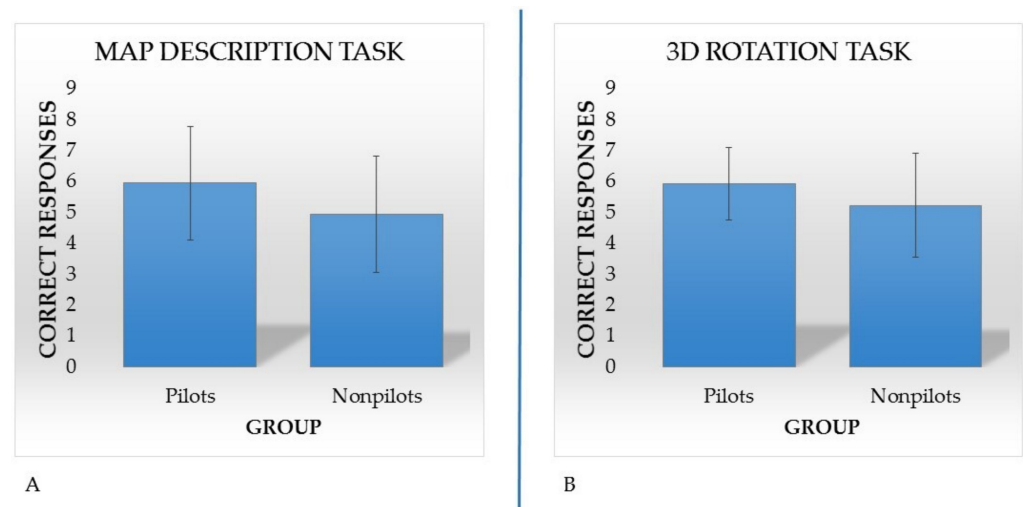 MAP DESCRIPTION TASK
9
8
7
6
5
4
3
2
1
0
CORRECT RESPONSES
Pilots Nonpilots
GROUP
A
3D ROTATION TASK
9
8
7
6
5
4
3
2
1
0
CORRECT RESPONSES
Pilots Nonpilots
GROUP
B